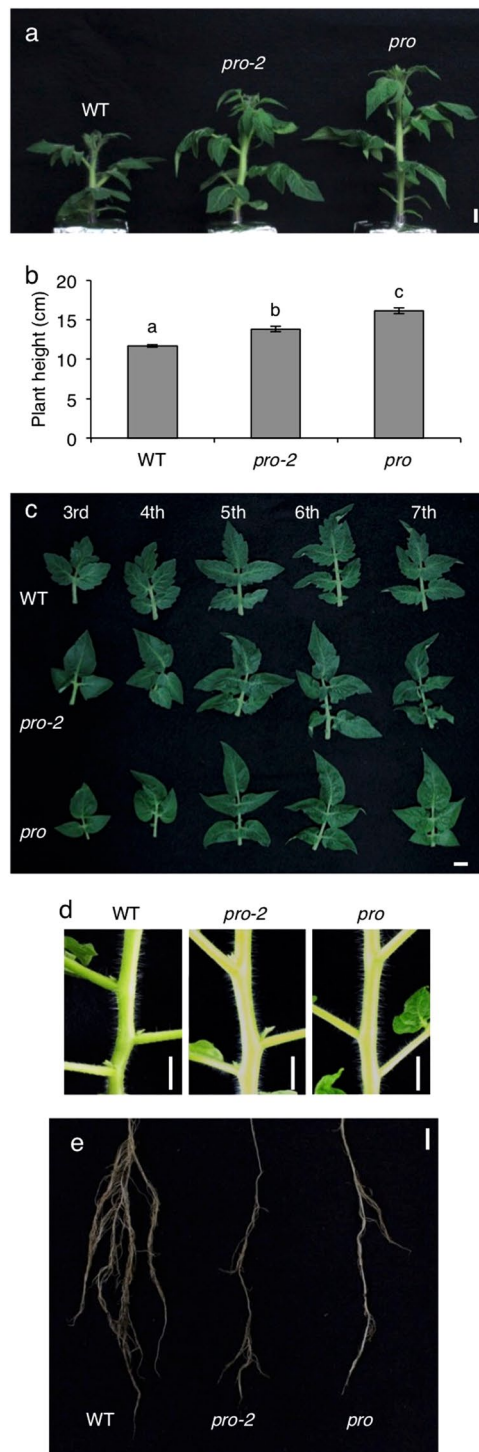 a
WT
pro-2
pro
b
Plant height (cm)
20
15
10
5
0
a
b
c
WT
pro-2
pro
c
3rd
4th
5th
6th
7th
WT
pro-2
pro
d
WT
pro-2
pro
e
WT
pro-2
pro